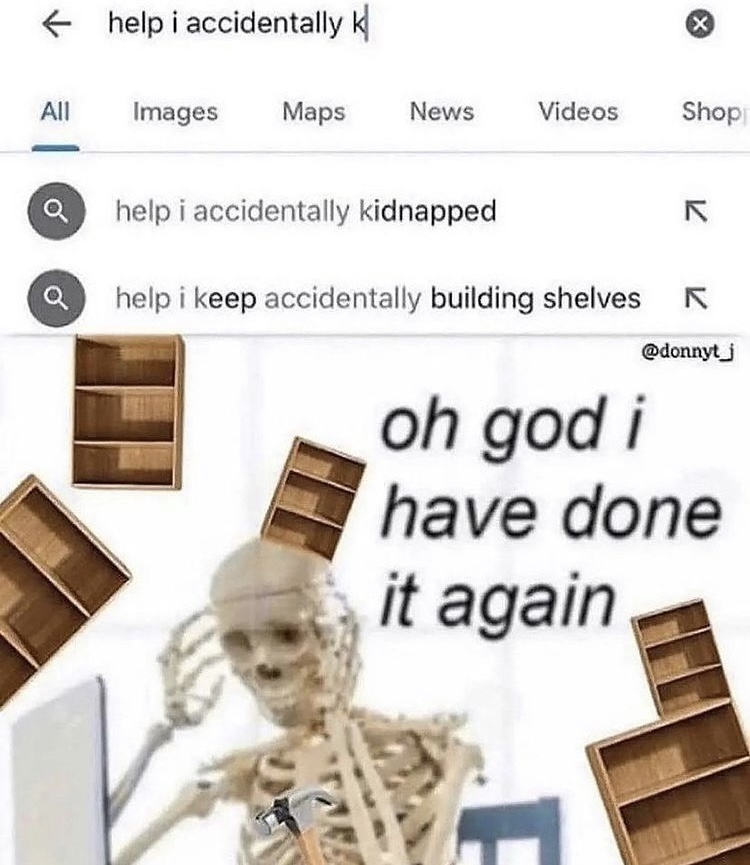 help i accidentally k
All Images Maps News Videos Shop
help i accidentally kidnapped
help i keep accidentally building shelves
@donnyt_j
oh god i
have done
it again